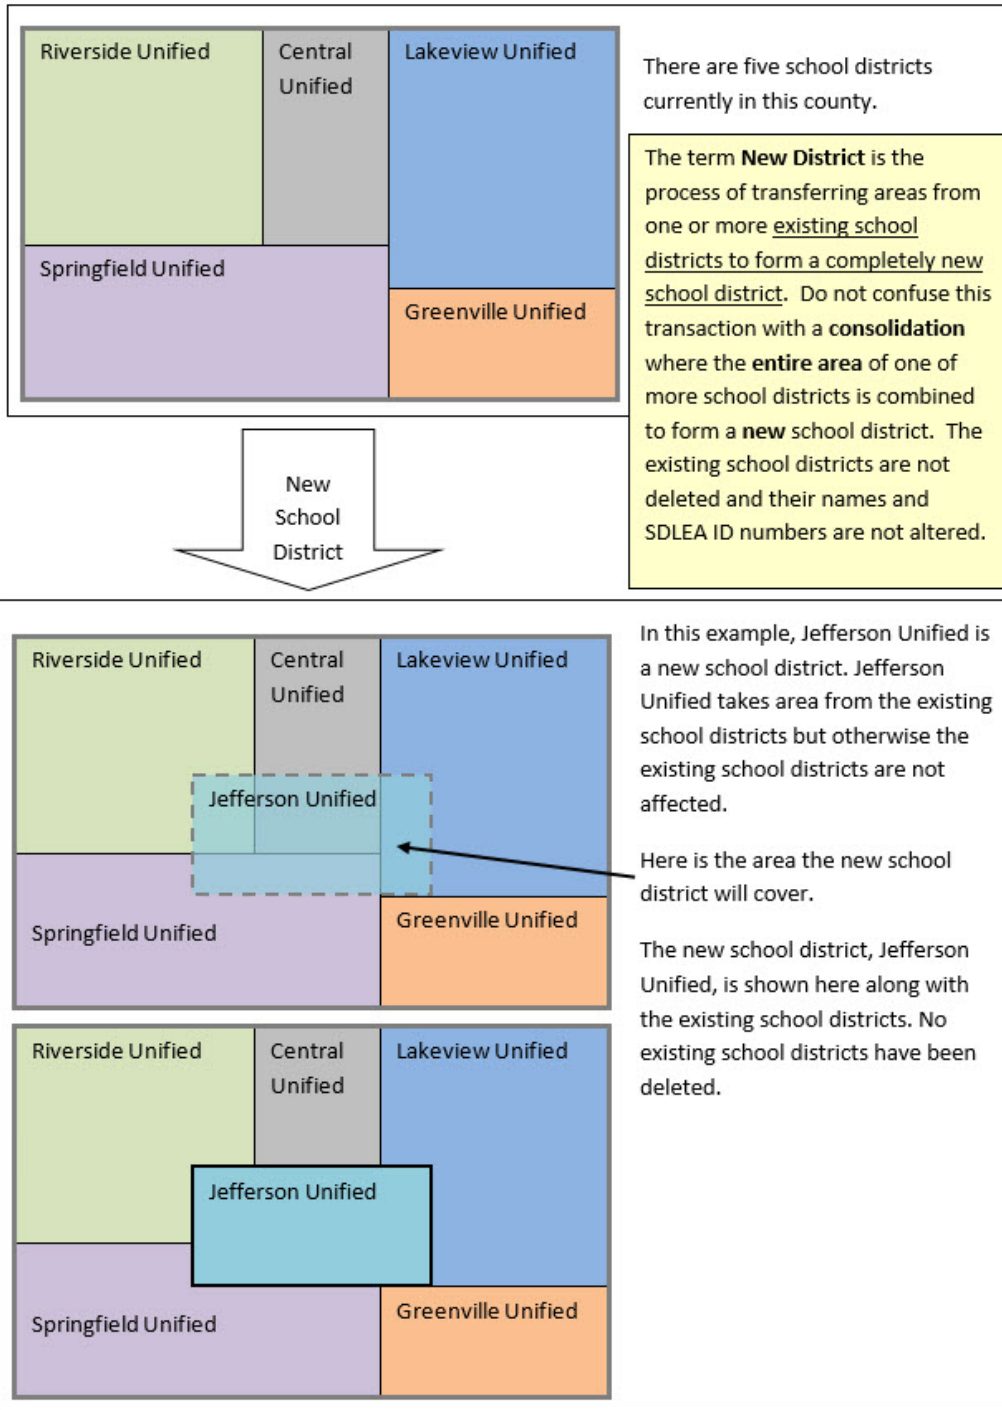 Riverside Unified
Central
Unified
Lakeview Unified
Springfield Unified
Greenville Unified
There are five school districts
currently in this county.
The term New District is the
process of transferring areas from
one or more existing school
districts to form a completely new
school district.  Do not confuse this
transaction with a consolidation
where the entire area of one of
more school districts is combined
to form a new school district.  The
existing school districts are not
deleted and their names and
SDLEA ID numbers are not altered.
New
School
District
Riverside Unified
Central
Unified
Lakeview Unified
Jefferson Unified
Springfield Unified
Greenville Unified
In this example, Jefferson Unified is
a new school district. Jefferson
Unified takes area from the existing
school districts but otherwise the
existing school districts are not
affected.
Here is the area the new school
district will cover.
The new school district, Jefferson
Unified, is shown here along with
the existing school districts. No
existing school districts have been
deleted.
Riverside Unified
Central
Unified
Lakeview Unified
Jefferson Unified
Springfield Unified
Greenville Unified